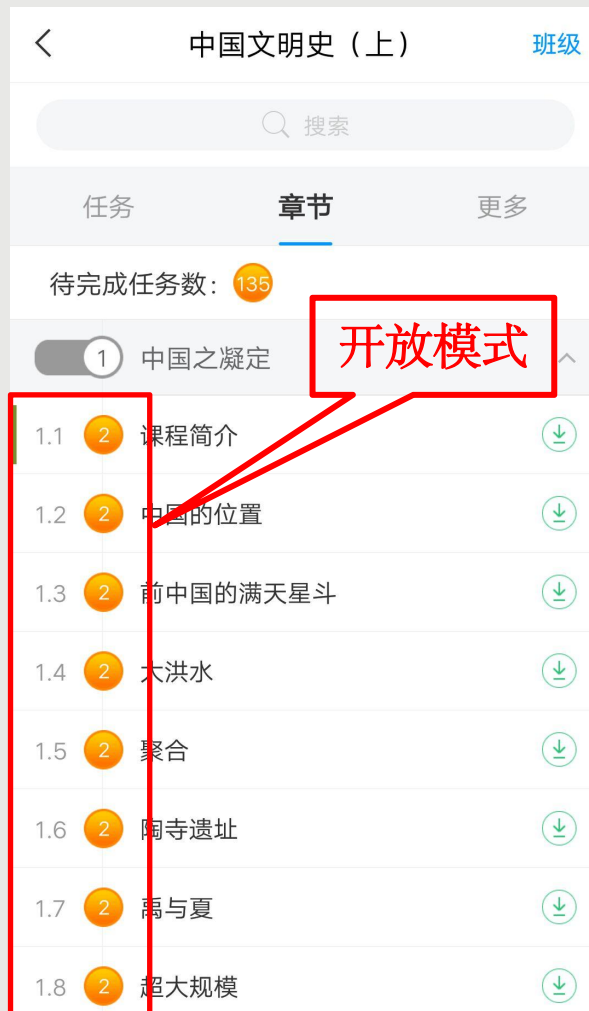 中国文明史（上） 班级
搜索
任务 章节 更多
待完成任务数： 135
1 中国之凝定
开放模式
1.1 2 课程简介
1.2 2 中国的位置
1.3 2 前中国的满天星斗
1.4 2 大洪水
1.5 2 聚合
1.6 2 陶寺遗址
1.7 2 禹与夏
1.8 2 超大规模